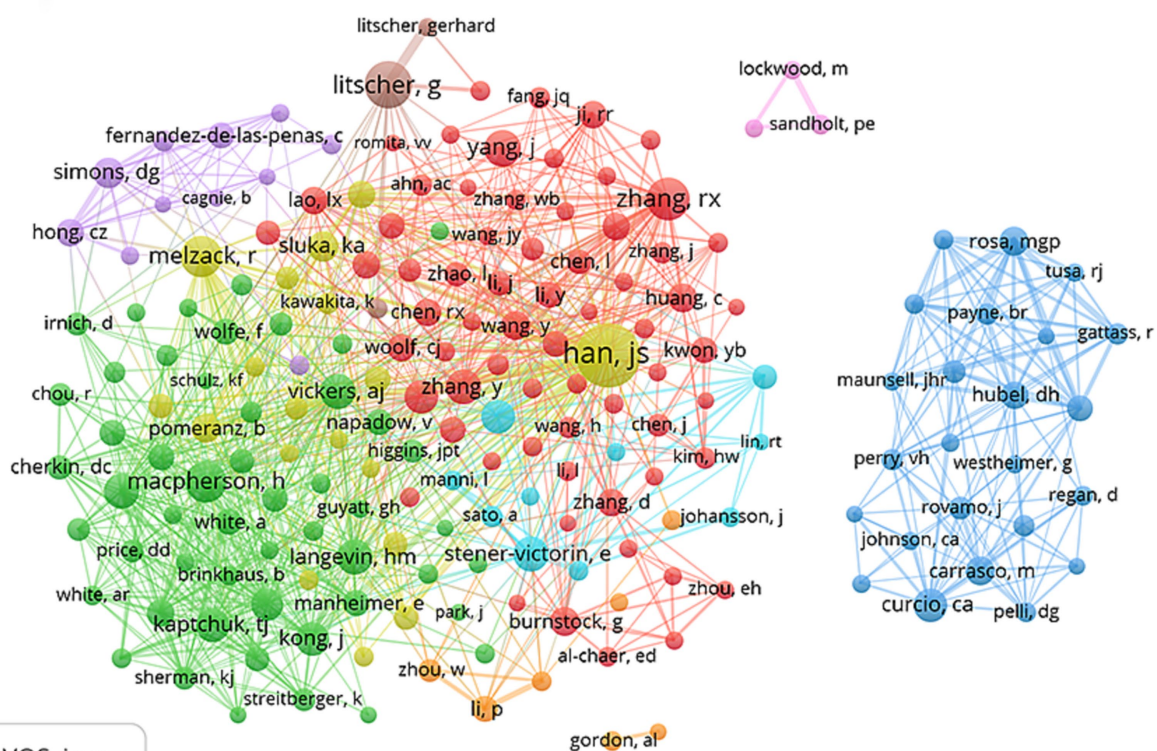 litscher, gerhard
lockwood, m
litscher, g
sandholt, pe
fang, jq
ji, rr
fernandez-de-las-penas, c
romita, vv
yang, j
simons, dg
ahn, ac
cagnie, b
lao, lx
zhang, wb
zhang, rx
hong, cz
wang, jy
rosa, mgp
melzack, r
sluka, ka
zhang, j
chen, l
zhao, l
li, j
tusa, rj
kawakita, k
li, y
huang, c
irnich, d
wolfe, f
chen, rx
wang, y
payne, br
gattass, r
woolf, cj
han, js
kwon, yb
schulz, kf
maunsell, jhr
chou, r
vickers, aj
zhang, y
hubel, dh
pomeranz, b
napadow, v
wang, h
chen, j
lin, rt
higgins, jpt
kim, hw
perry, vh
westheimer, g
cherkin, dc
macpherson, h
manni, l
li, l
regan, d
guyatt, gh
zhang, d
rovamo, j
white, a
sato, a
johansson, j
johnson, ca
price, dd
langevin, hm
stener-victorin, e
brinkhaus, b
carrasco, m
white, ar
manheimer, e
park, j
zhou, eh
curcio, ca
pelli, dg
kaptchuk, tj
kong, j
burnstock, g
al-chaer, ed
sherman, kj
zhou, w
streitberger, k
li, p
gordon, al